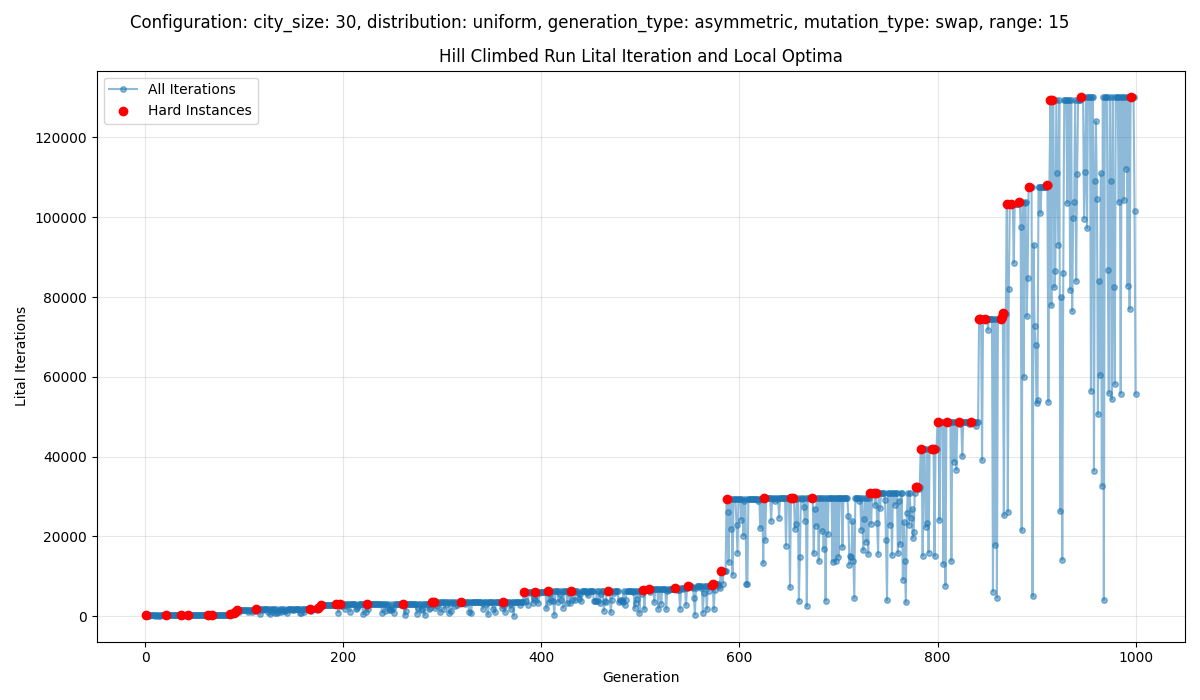 Configuration: city_size: 30, distribution: uniform, generation_type: asymmetric, mutation_type: swap, range: 15
Hill Climbed Run Lital Iteration and Local Optima
All Iterations
Hard Instances
120000
100000
80000
60000
40000
20000
0
Lital Iterations
0 200 400 600 800 1000
Generation